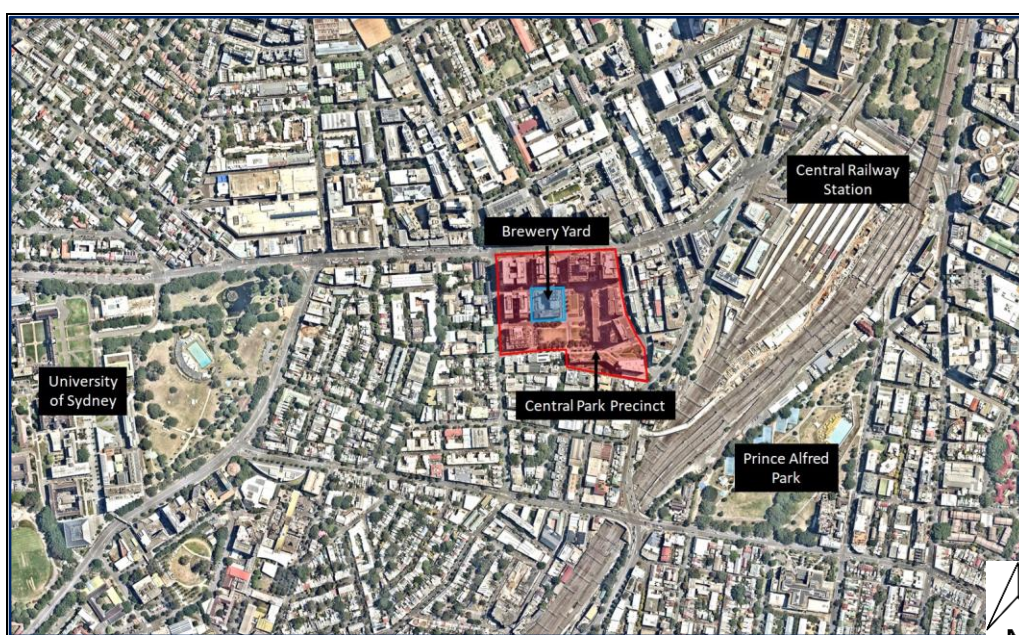 Central Railway
Station
Brewery Yard
University
of Sydney
Central Park Precinct
Prince Alfred
Park
N